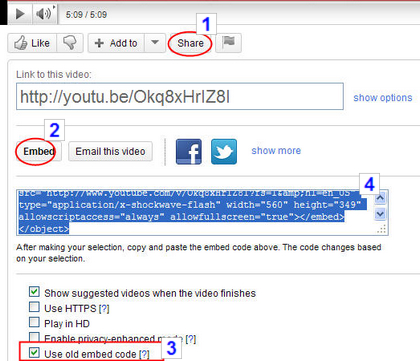 1
5:09 / 5:09
Like
+ Add to
Share
Link to this video:
http://youtu.be/Okq8xHrIZ8I
show options
2
Embed
Email this video
show more
4
src="http://www.youtube.com/v/Okq8xHrIZ8I?fs=1&amp;hl=en_US"
type="application/x-shockwave-flash" width="560" height="349"
allowscriptaccess="always" allowfullscreen="true"></embed>
</object>
After making your selection, copy and paste the embed code above. The code changes based
on your selection.
Show suggested videos when the video finishes
Use HTTPS [?]
Play in HD
Enable privacy-enhanced mode [?]
Use old embed code [?]
3